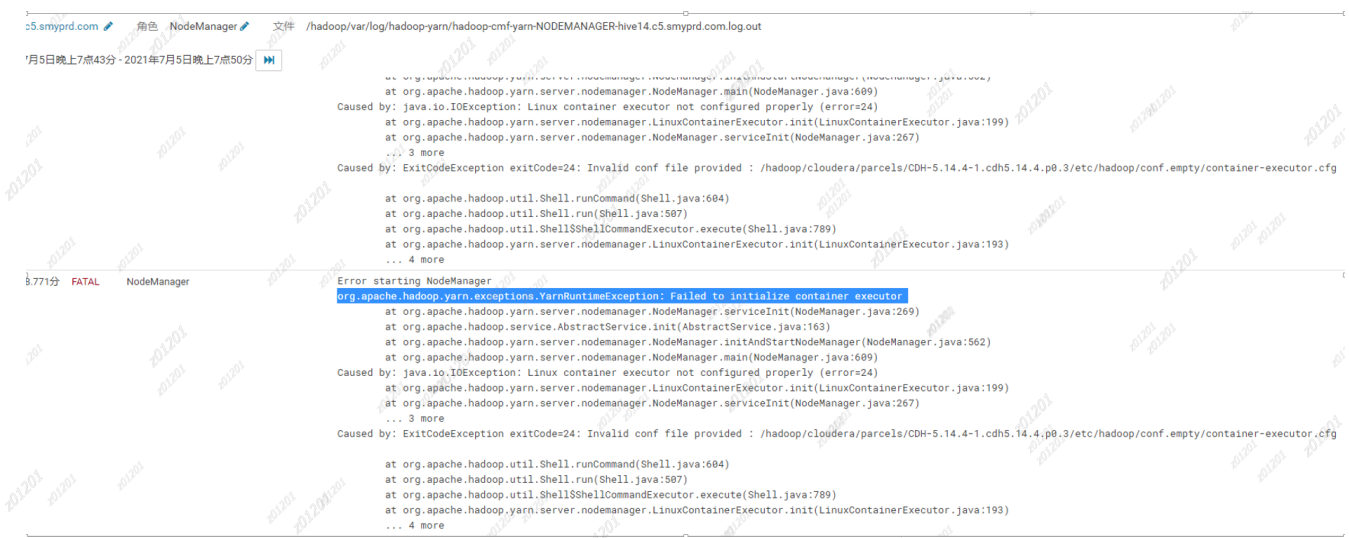 c5.smyprd.com 角色 NodeManager 文件 /hadoop/var/log/hadoop-yarn/hadoop-cmf-yarn-NODEMANAGER-hive14.c5.smyprd.com.log.out
7月5日晚上7点43分 - 2021年7月5日晚上7点50分
at org.apache.hadoop.yarn.server.nodemanager.NodeManager.initAndStartNodeManager(NodeManager.java:562)
at org.apache.hadoop.yarn.server.nodemanager.NodeManager.main(NodeManager.java:609)
Caused by: java.io.IOException: Linux container executor not configured properly (error=24)
at org.apache.hadoop.yarn.server.nodemanager.LinuxContainerExecutor.init(LinuxContainerExecutor.java:199)
at org.apache.hadoop.yarn.server.nodemanager.NodeManager.serviceInit(NodeManager.java:267)
... 3 more
Caused by: ExitCodeException exitCode=24: Invalid conf file provided : /hadoop/cloudera/parcels/CDH-5.14.4-1.cdh5.14.4.p0.3/etc/hadoop/conf.empty/container-executor.cfg
at org.apache.hadoop.util.Shell.runCommand(Shell.java:604)
at org.apache.hadoop.util.Shell.run(Shell.java:507)
at org.apache.hadoop.util.Shell$ShellCommandExecutor.execute(Shell.java:789)
at org.apache.hadoop.yarn.server.nodemanager.LinuxContainerExecutor.init(LinuxContainerExecutor.java:193)
... 4 more
3.771分 FATAL NodeManager Error starting NodeManager
org.apache.hadoop.yarn.exceptions.YarnRuntimeException: Failed to initialize container executor
at org.apache.hadoop.yarn.server.nodemanager.NodeManager.serviceInit(NodeManager.java:269)
at org.apache.hadoop.service.AbstractService.init(AbstractService.java:163)
at org.apache.hadoop.yarn.server.nodemanager.NodeManager.initAndStartNodeManager(NodeManager.java:562)
at org.apache.hadoop.yarn.server.nodemanager.NodeManager.main(NodeManager.java:609)
Caused by: java.io.IOException: Linux container executor not configured properly (error=24)
at org.apache.hadoop.yarn.server.nodemanager.LinuxContainerExecutor.init(LinuxContainerExecutor.java:199)
at org.apache.hadoop.yarn.server.nodemanager.NodeManager.serviceInit(NodeManager.java:267)
... 3 more
Caused by: ExitCodeException exitCode=24: Invalid conf file provided : /hadoop/cloudera/parcels/CDH-5.14.4-1.cdh5.14.4.p0.3/etc/hadoop/conf.empty/container-executor.cfg
at org.apache.hadoop.util.Shell.runCommand(Shell.java:604)
at org.apache.hadoop.util.Shell.run(Shell.java:507)
at org.apache.hadoop.util.Shell$ShellCommandExecutor.execute(Shell.java:789)
at org.apache.hadoop.yarn.server.nodemanager.LinuxContainerExecutor.init(LinuxContainerExecutor.java:193)
... 4 more
z01201